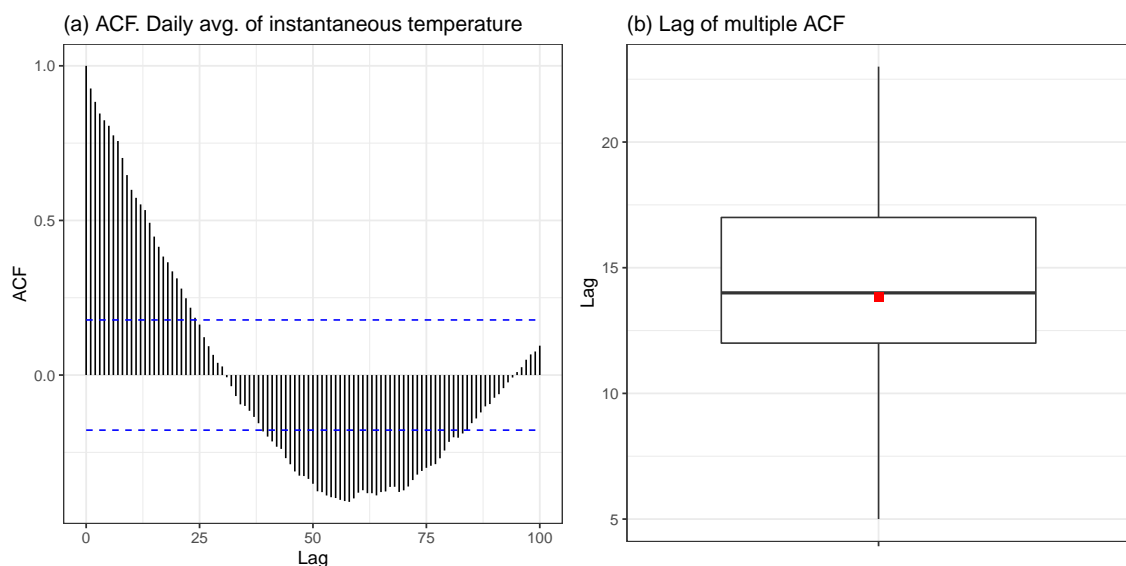 (a) ACF. Daily avg. of instantaneous temperature
1.0
0.5
0.0
ACF
0 25 50 75 100
Lag
(b) Lag of multiple ACF
20
15
10
5
Lag